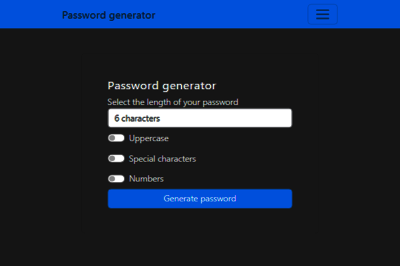 Password generator
Password generator
Select the length of your password
6 characters
Uppercase
Special characters
Numbers
Generate password